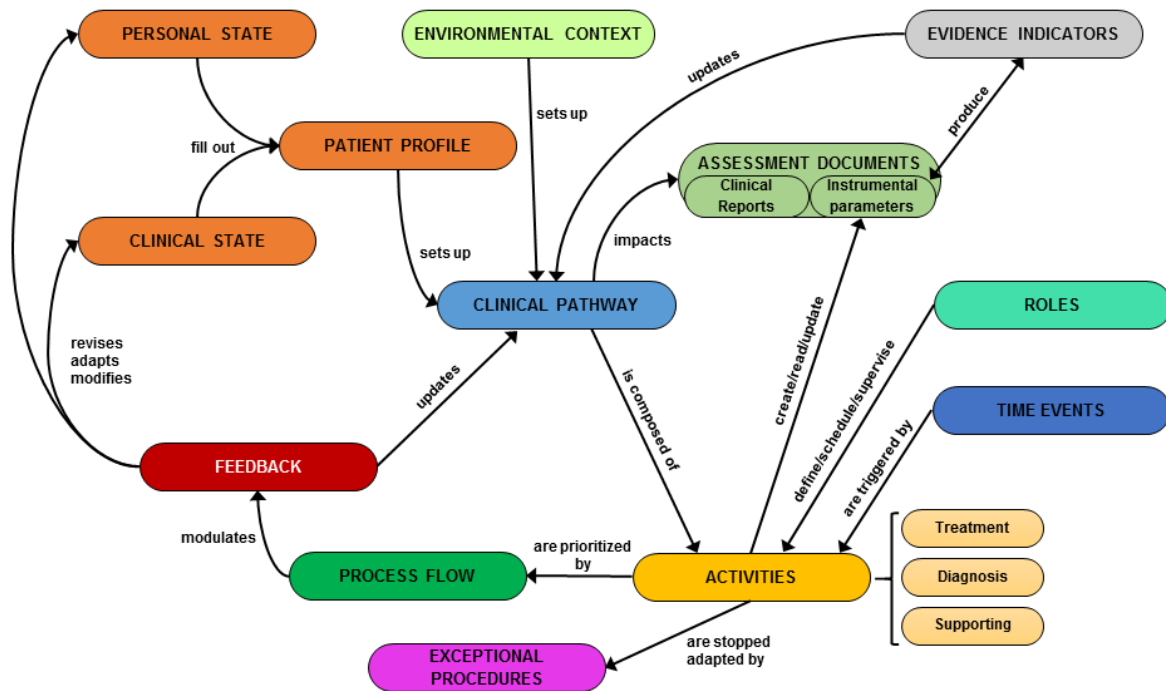 PERSONAL STATE
ENVIRONMENTAL CONTEXT
EVIDENCE INDICATORS
updates
sets up
produce
fill out
PATIENT PROFILE
ASSESSMENT DOCUMENTS
Clinical
Reports
Instrumental
parameters
CLINICAL STATE
sets up
impacts
CLINICAL PATHWAY
ROLES
revises
adapts
modifies
updates
is composed of
create/read/update
define/schedule/supervise
TIME EVENTS
are triggered by
FEEDBACK
modulates
are prioritized
by
Treatment
PROCESS FLOW
ACTIVITIES
Diagnosis
Supporting
are stopped
adapted by
EXCEPTIONAL
PROCEDURES